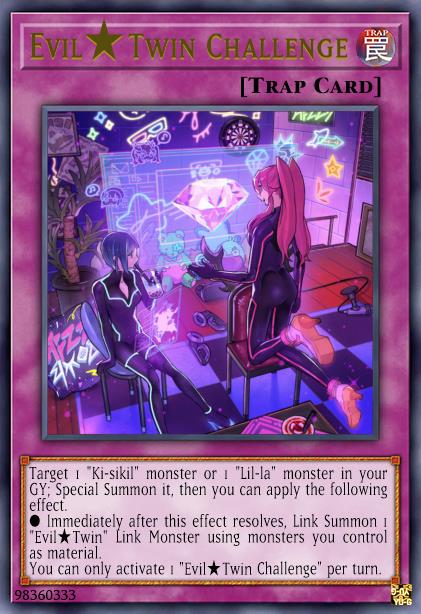 Evil★Twin Challenge
TRAP
罠
[Trap Card]
Target 1 "Ki-sikil" monster or 1 "Lil-la" monster in your
GY; Special Summon it, then you can apply the following
effect.
● Immediately after this effect resolves, Link Summon 1
"Evil★Twin" Link Monster using monsters you control
as material.
You can only activate 1 "Evil★Twin Challenge" per turn.
98360333